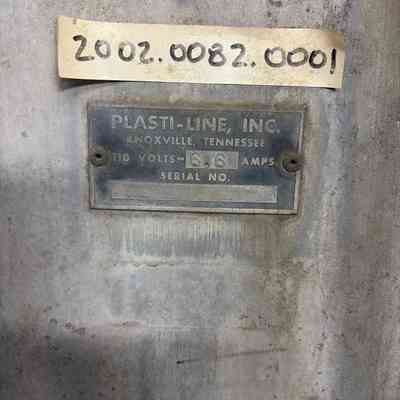 2002.0082.0001
PLASTI-LINE, INC.
KNOXVILLE, TENNESSEE
110 VOLTS- 6.6 AMPS
SERIAL NO.